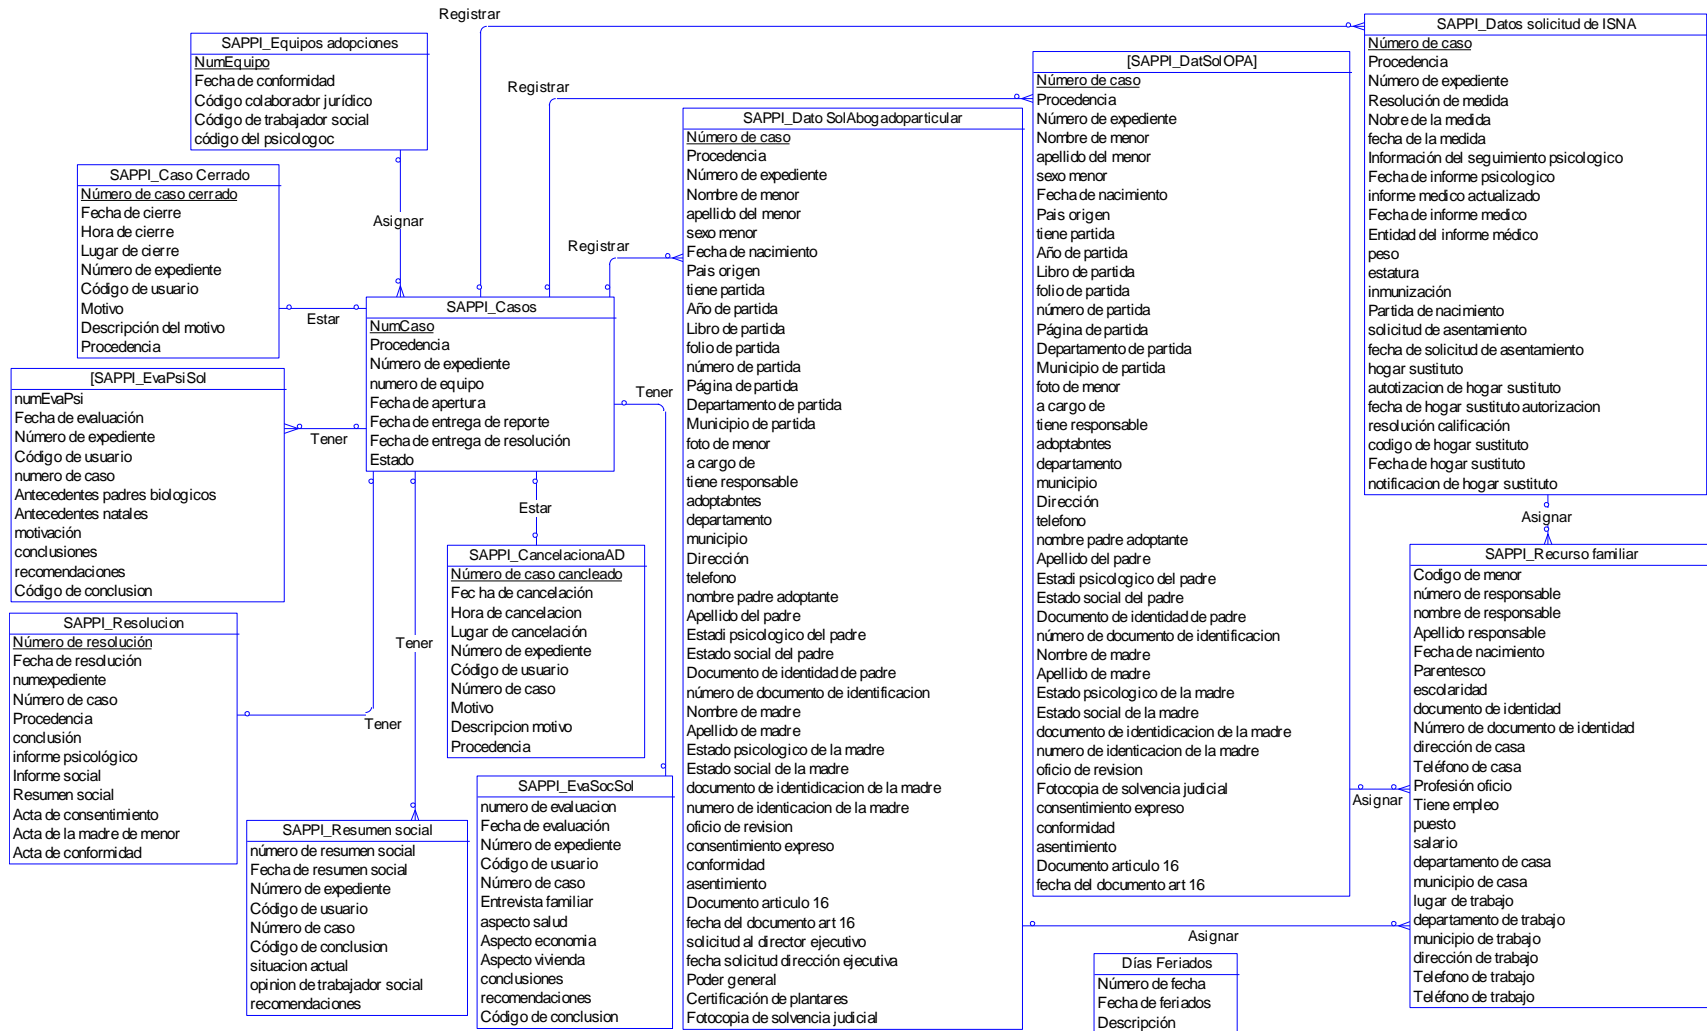 Registrar
SAPPI_Equipos adopciones
NumEquipo
Fecha de conformidad
Código colaborador jurídico
Código de trabajador social
código del psicologoc
Asignar
SAPPI_Caso Cerrado
Número de caso cerrado
Fecha de cierre
Hora de cierre
Lugar de cierre
Número de expediente
Código de usuario
Motivo
Descripción del motivo
Procedencia
Estar
[SAPPI_EvaPsiSol
numEvaPsi
Fecha de evaluación
Número de expediente
Código de usuario
numero de caso
Antecedentes padres biologicos
Antecedentes natales
motivación
conclusiones
recomendaciones
Código de conclusion
Tener
SAPPI_Resolucion
Número de resolución
Fecha de resolución
numexpediente
Número de caso
Procedencia
conclusión
informe psicológico
Informe social
Resumen social
Acta de consentimiento
Acta de la madre de menor
Acta de conformidad
Tener
SAPPI_Casos
NumCaso
Procedencia
Número de expediente
numero de equipo
Fecha de apertura
Fecha de entrega de reporte
Fecha de entrega de resolución
Estado
Tener
SAPPI_Resumen social
número de resumen social
Fecha de resumen social
Número de expediente
Código de usuario
Número de caso
Código de conclusion
situacion actual
opinion de trabajador social
recomendaciones
Estar
SAPPI_CancelacionaAD
Número de caso cancleado
Fec ha de cancelación
Hora de cancelacion
Lugar de cancelación
Número de expediente
Código de usuario
Número de caso
Motivo
Descripcion motivo
Procedencia
Tener
SAPPI_EvaSocSol
numero de evaluacion
Fecha de evaluación
Número de expediente
Código de usuario
Número de caso
Entrevista familiar
aspecto salud
Aspecto economia
Aspecto vivienda
conclusiones
recomendaciones
Código de conclusion
Registrar
SAPPI_Dato SolAbogadoparticular
Número de caso
Procedencia
Número de expediente
Nombre de menor
apellido del menor
sexo menor
Fecha de nacimiento
Pais origen
tiene partida
Año de partida
Libro de partida
folio de partida
número de partida
Página de partida
Departamento de partida
Municipio de partida
foto de menor
a cargo de
tiene responsable
adoptabntes
departamento
municipio
Dirección
telefono
nombre padre adoptante
Apellido del padre
Estadi psicologico del padre
Estado social del padre
Documento de identidad de padre
número de documento de identificacion
Nombre de madre
Apellido de madre
Estado psicologico de la madre
Estado social de la madre
documento de identidicacion de la madre
numero de identicacion de la madre
oficio de revision
consentimiento expreso
conformidad
asentimiento
Documento articulo 16
fecha del documento art 16
solicitud al director ejecutivo
fecha solicitud dirección ejecutiva
Poder general
Certificación de plantares
Fotocopia de solvencia judicial
Registrar
[SAPPI_DatSolOPA]
Número de caso
Procedencia
Número de expediente
Nombre de menor
apellido del menor
sexo menor
Fecha de nacimiento
Pais origen
tiene partida
Año de partida
Libro de partida
folio de partida
número de partida
Página de partida
Departamento de partida
Municipio de partida
foto de menor
a cargo de
tiene responsable
adoptabntes
departamento
municipio
Dirección
telefono
nombre padre adoptante
Apellido del padre
Estadi psicologico del padre
Estado social del padre
Documento de identidad de padre
número de documento de identificacion
Nombre de madre
Apellido de madre
Estado psicologico de la madre
Estado social de la madre
documento de identidicacion de la madre
numero de identicacion de la madre
oficio de revision
Fotocopia de solvencia judicial
consentimiento expreso
conformidad
asentimiento
Documento articulo 16
fecha del documento art 16
Asignar
Asignar
Días Feriados
Número de fecha
Fecha de feriados
Descripción
SAPPI_Datos solicitud de ISNA
Número de caso
Procedencia
Número de expediente
Resolución de medida
Nobre de la medida
fecha de la medida
Información del seguimiento psicologico
Fecha de informe psicologico
informe medico actualizado
Fecha de informe medico
Entidad del informe médico
peso
estatura
inmunización
Partida de nacimiento
solicitud de asentamiento
fecha de solicitud de asentamiento
hogar sustituto
autotización de hogar sustituto
fecha de hogar sustituto autorizacion
resolución calificación
codigo de hogar sustituto
Fecha de hogar sustituto
notificacion de hogar sustituto
Asignar
SAPPI_Recurso familiar
Codigo de menor
número de responsable
nombre de responsable
Apellido responsable
Fecha de nacimiento
Parentesco
escolaridad
documento de identidad
Número de documento de identidad
dirección de casa
Teléfono de casa
Profesión oficio
Tiene empleo
puesto
salario
departamento de casa
municipio de casa
lugar de trabajo
departamento de trabajo
municipio de trabajo
dirección de trabajo
Telefono de trabajo
Teléfono de trabajo